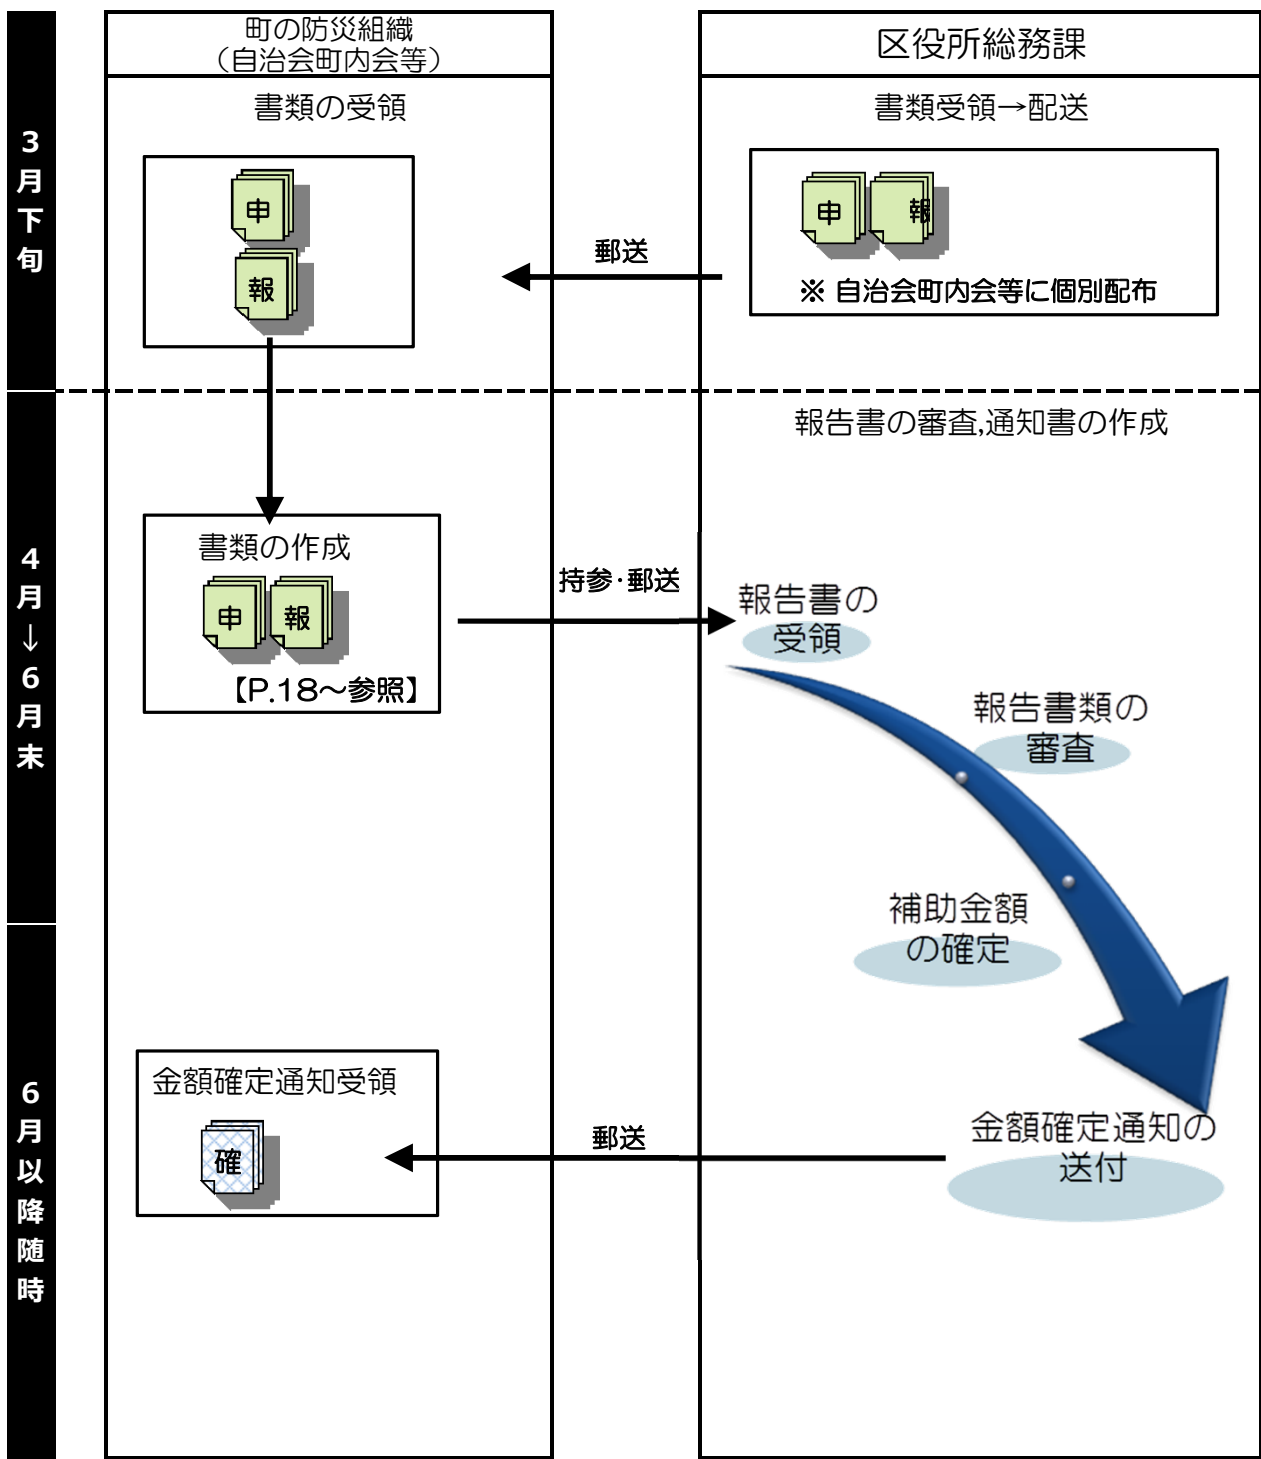 町の防災組織
（自治会町内会等）
区役所総務課
3月下旬
書類の受領
書類受領→配送
申
報
郵送
申
報
※ 自治会町内会等に個別配布
4月↓6月末
報告書の審査,通知書の作成
書類の作成
申
報
【P.18～参照】
持参・郵送
報告書の
受領
報告書類の
審査
補助金額
の確定
6月以降随時
金額確定通知受領
確
郵送
金額確定通知の
送付